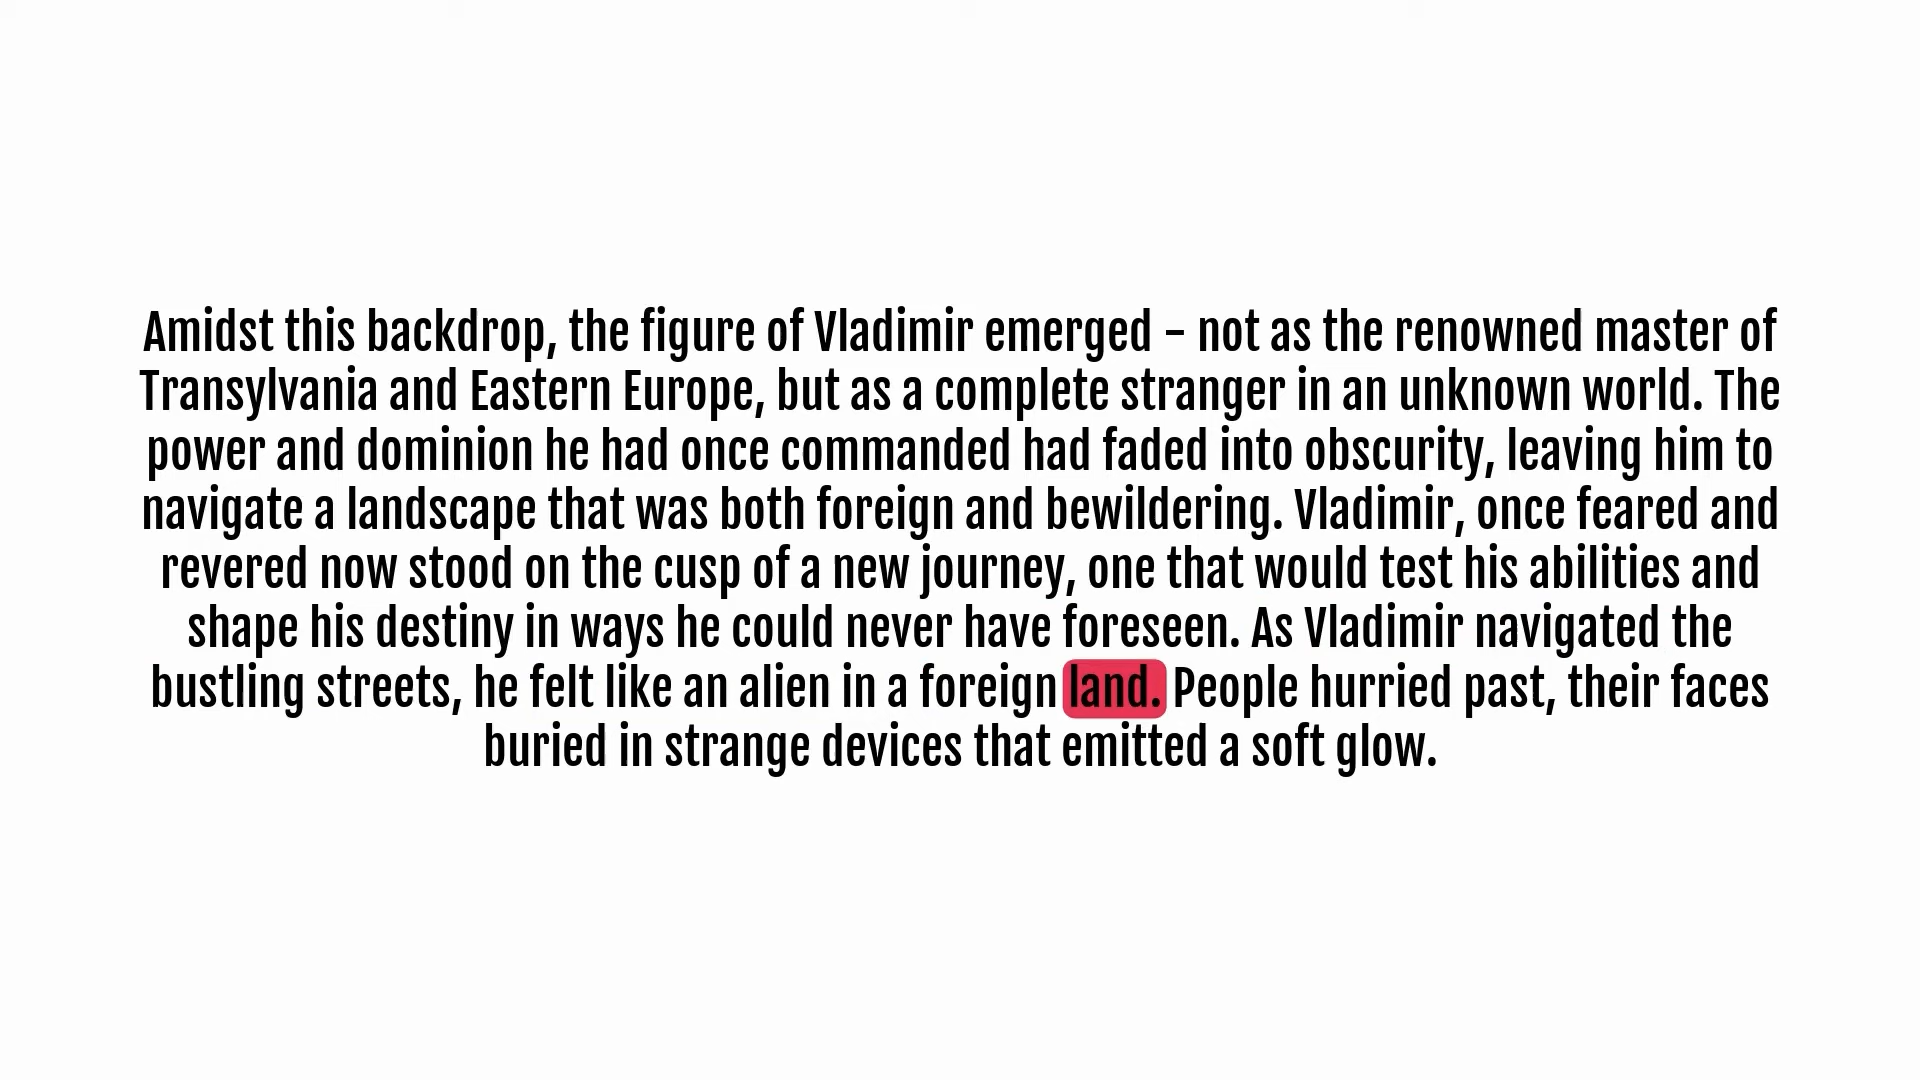 Amidst this backdrop, the figure of Vladimir emerged - not as the renowned master of
Transylvania and Eastern Europe, but as a complete stranger in an unknown world. The
power and dominion he had once commanded had faded into obscurity, leaving him to
navigate a landscape that was both foreign and bewildering. Vladimir, once feared and
revered now stood on the cusp of a new journey, one that would test his abilities and
shape his destiny in ways he could never have foreseen. As Vladimir navigated the
bustling streets, he felt like an alien in a foreign land. People hurried past, their faces
buried in strange devices that emitted a soft glow.